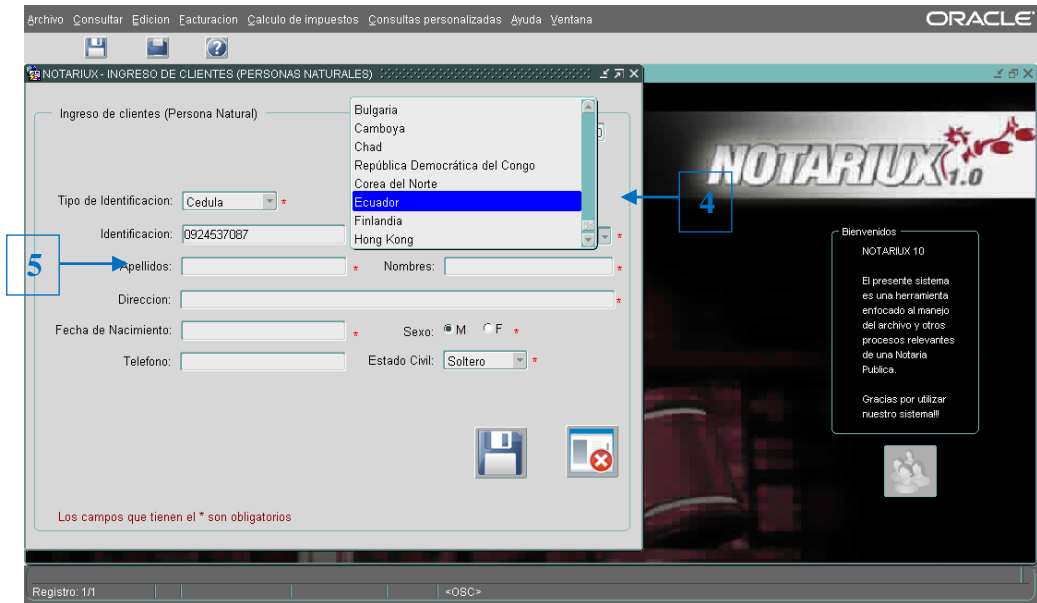 Archivo Consultar Edicion Facturacion Calculo de impuestos Consultas personalizadas Ayuda Ventana
ORACLE
NOTARIUX - INGRESO DE CLIENTES (PERSONAS NATURALES)
Ingreso de clientes (Persona Natural)
Bulgaria
Camboya
Chad
República Democrática del Congo
Corea del Norte
Ecuador
Finlandia
Hong Kong
Tipo de Identificacion: Cedula *
4
Identificacion: 0924537087 *
5
Apellidos: * Nombres: *
Direccion: *
Fecha de Nacimiento: * Sexo: M F *
Telefono: Estado Civil: Soltero *
Los campos que tienen el * son obligatorios
NOTARIUX 1.0
Bienvenidos
NOTARIUX 10
El presente sistema
es una herramienta
enfocado al manejo
del archivo y otros
procesos relevantes
de una Notaria
Publica.
Gracias por utilizar
nuestro sistema!!!
Registro: 1/1 <OSC>